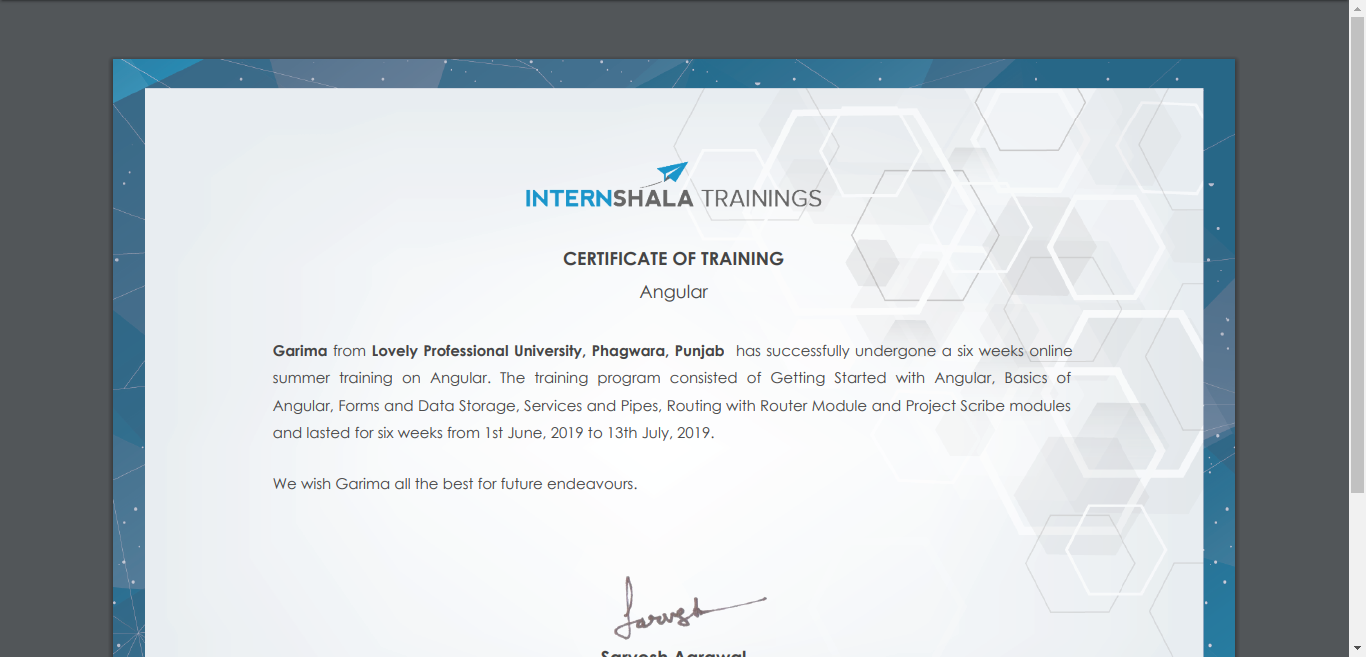 INTERNSHALA TRAININGS
CERTIFICATE OF TRAINING
Angular
Garima from Lovely Professional University, Phagwara, Punjab has successfully undergone a six weeks online
summer training on Angular. The training program consisted of Getting Started with Angular, Basics of
Angular, Forms and Data Storage, Services and Pipes, Routing with Router Module and Project Scribe modules
and lasted for six weeks from 1st June, 2019 to 13th July, 2019.
We wish Garima all the best for future endeavours.
Sarvesh
Sarvesh Agrawal